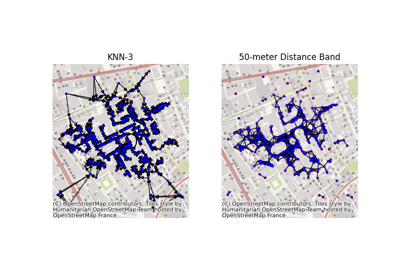 KNN-3
50-meter Distance Band
(C) OpenStreetMap contributors, Tiles style by
Humanitarian OpenStreetMap Team hosted by
OpenStreetMap France
(C) OpenStreetMap contributors, Tiles style by
Humanitarian OpenStreetMap Team hosted by
OpenStreetMap France